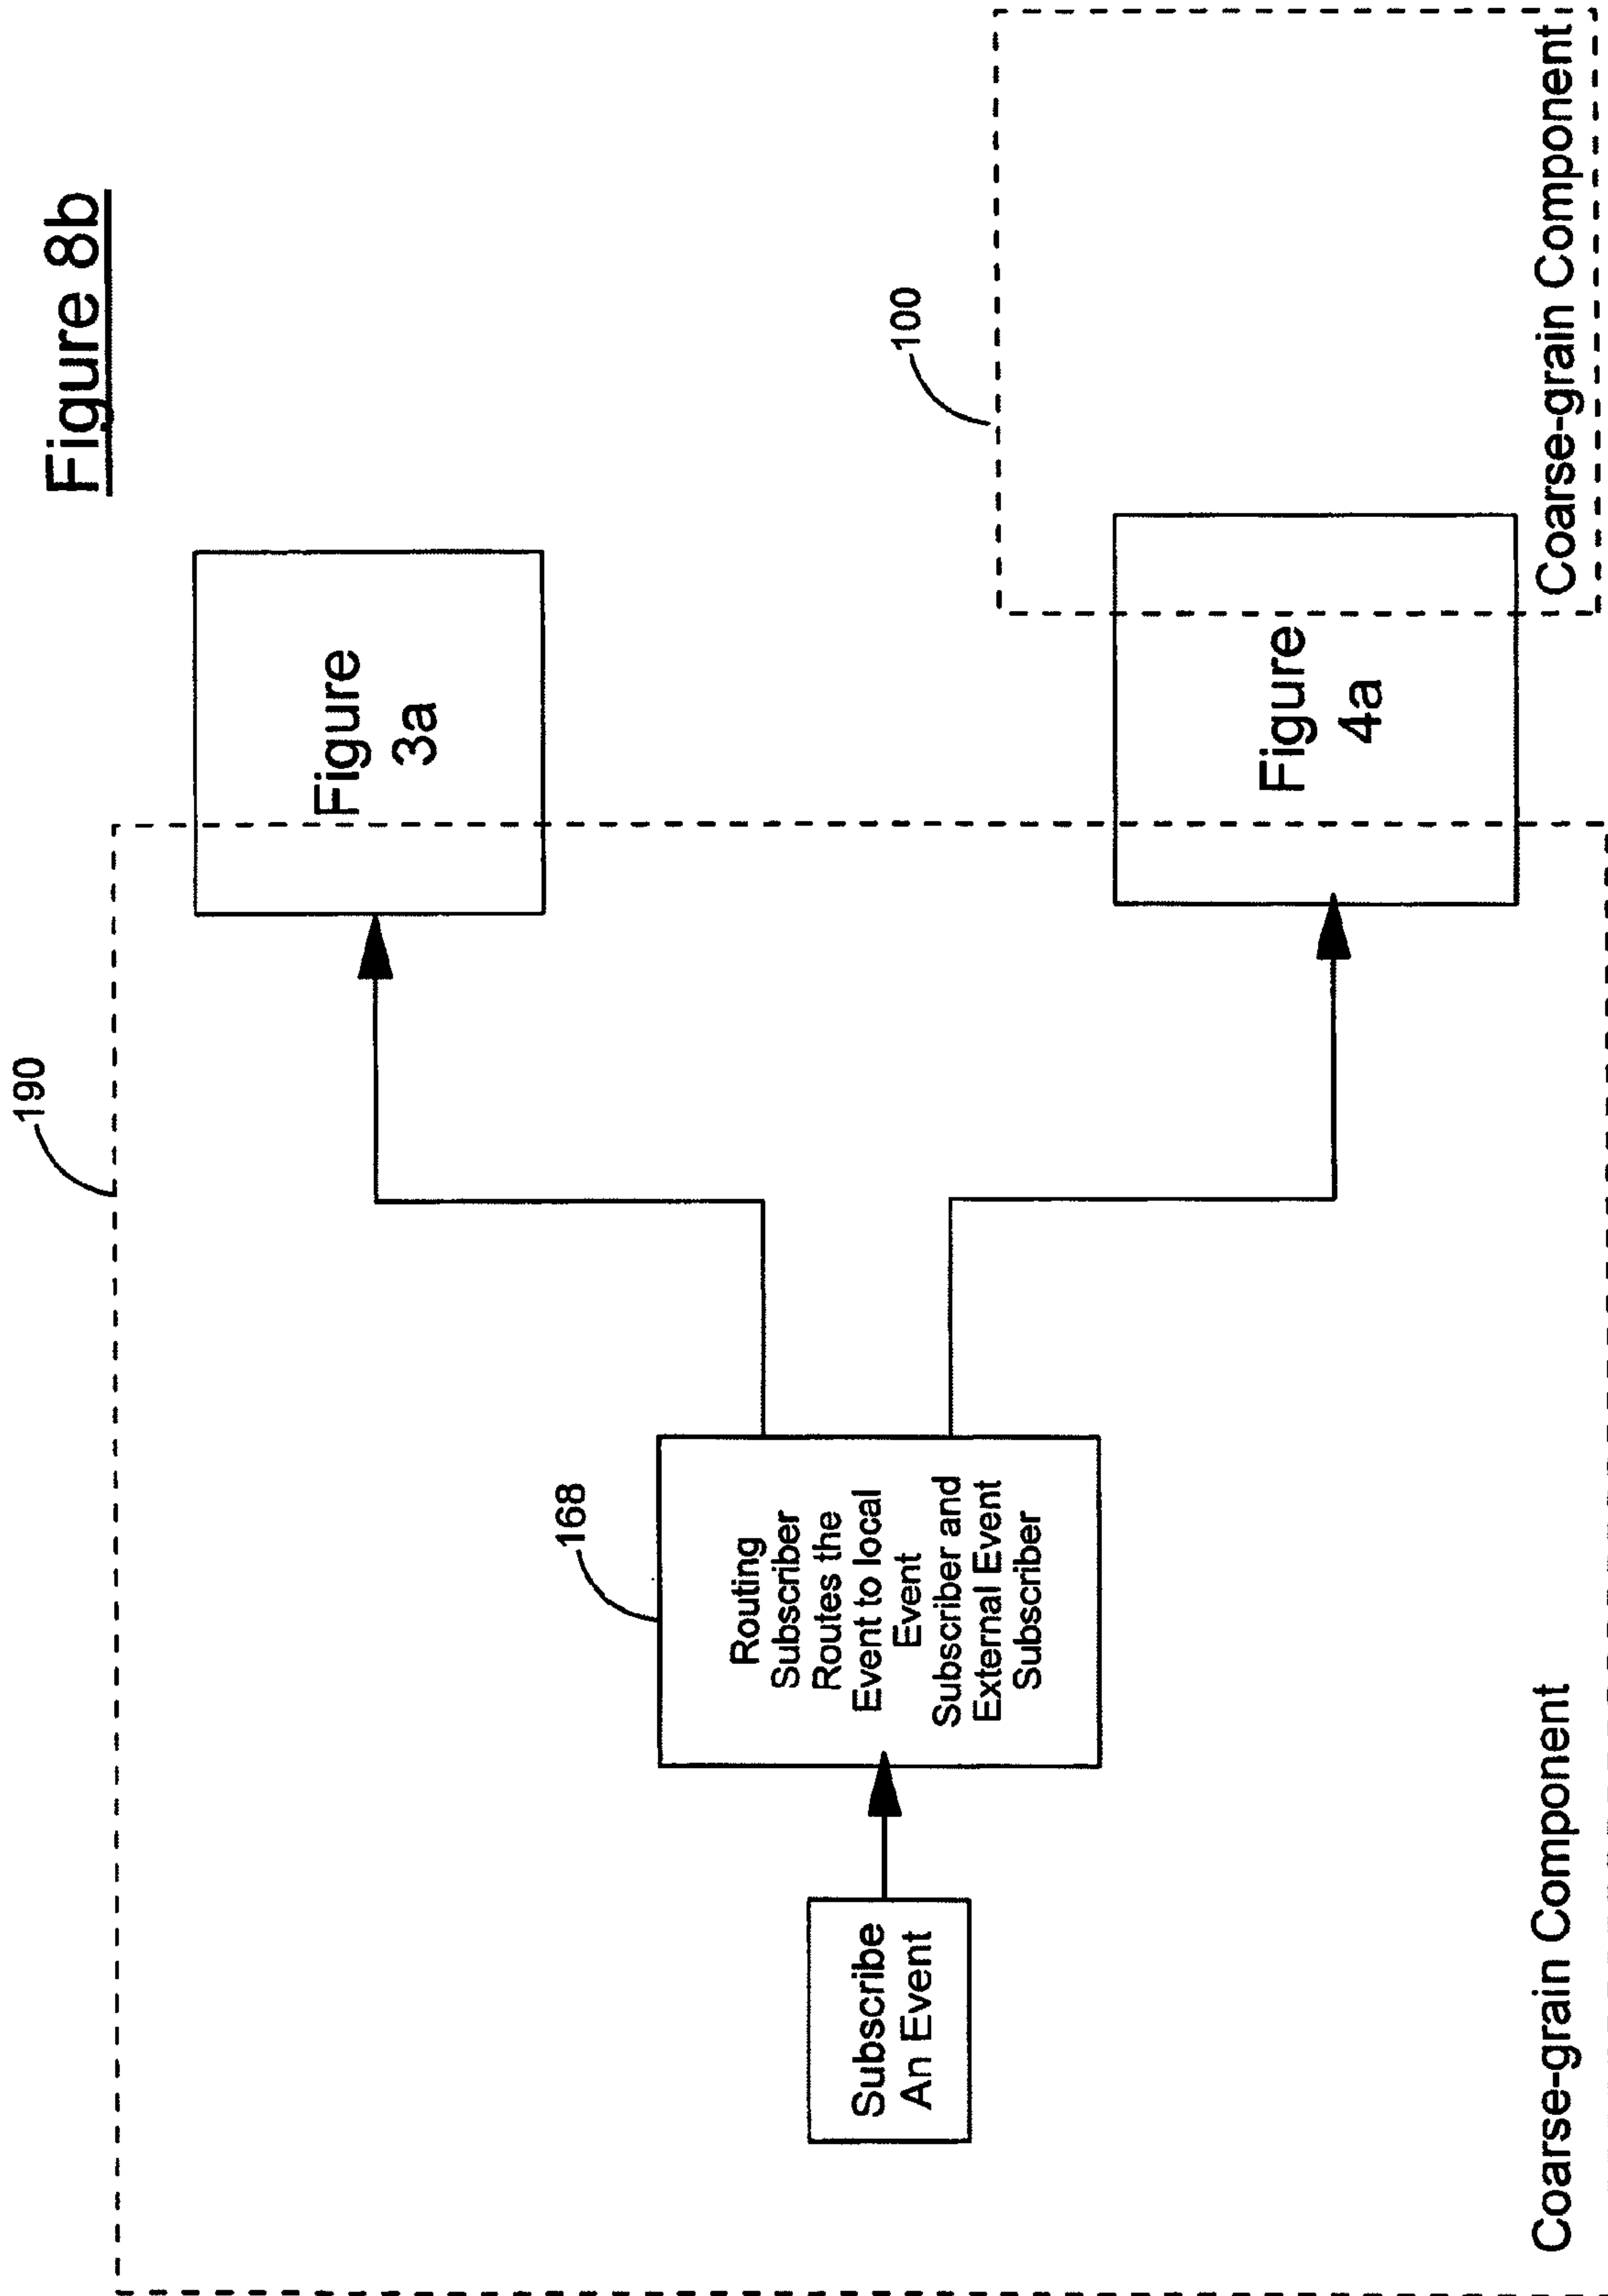 Figure 8b
190
Figure
3a
168
Routing
Subscriber
Routes the
Event to local
Event
Subscriber and
External Event
Subscriber
Subscribe
An Event
100
Figure
4a
Coarse-grain Component
Coarse-grain Component